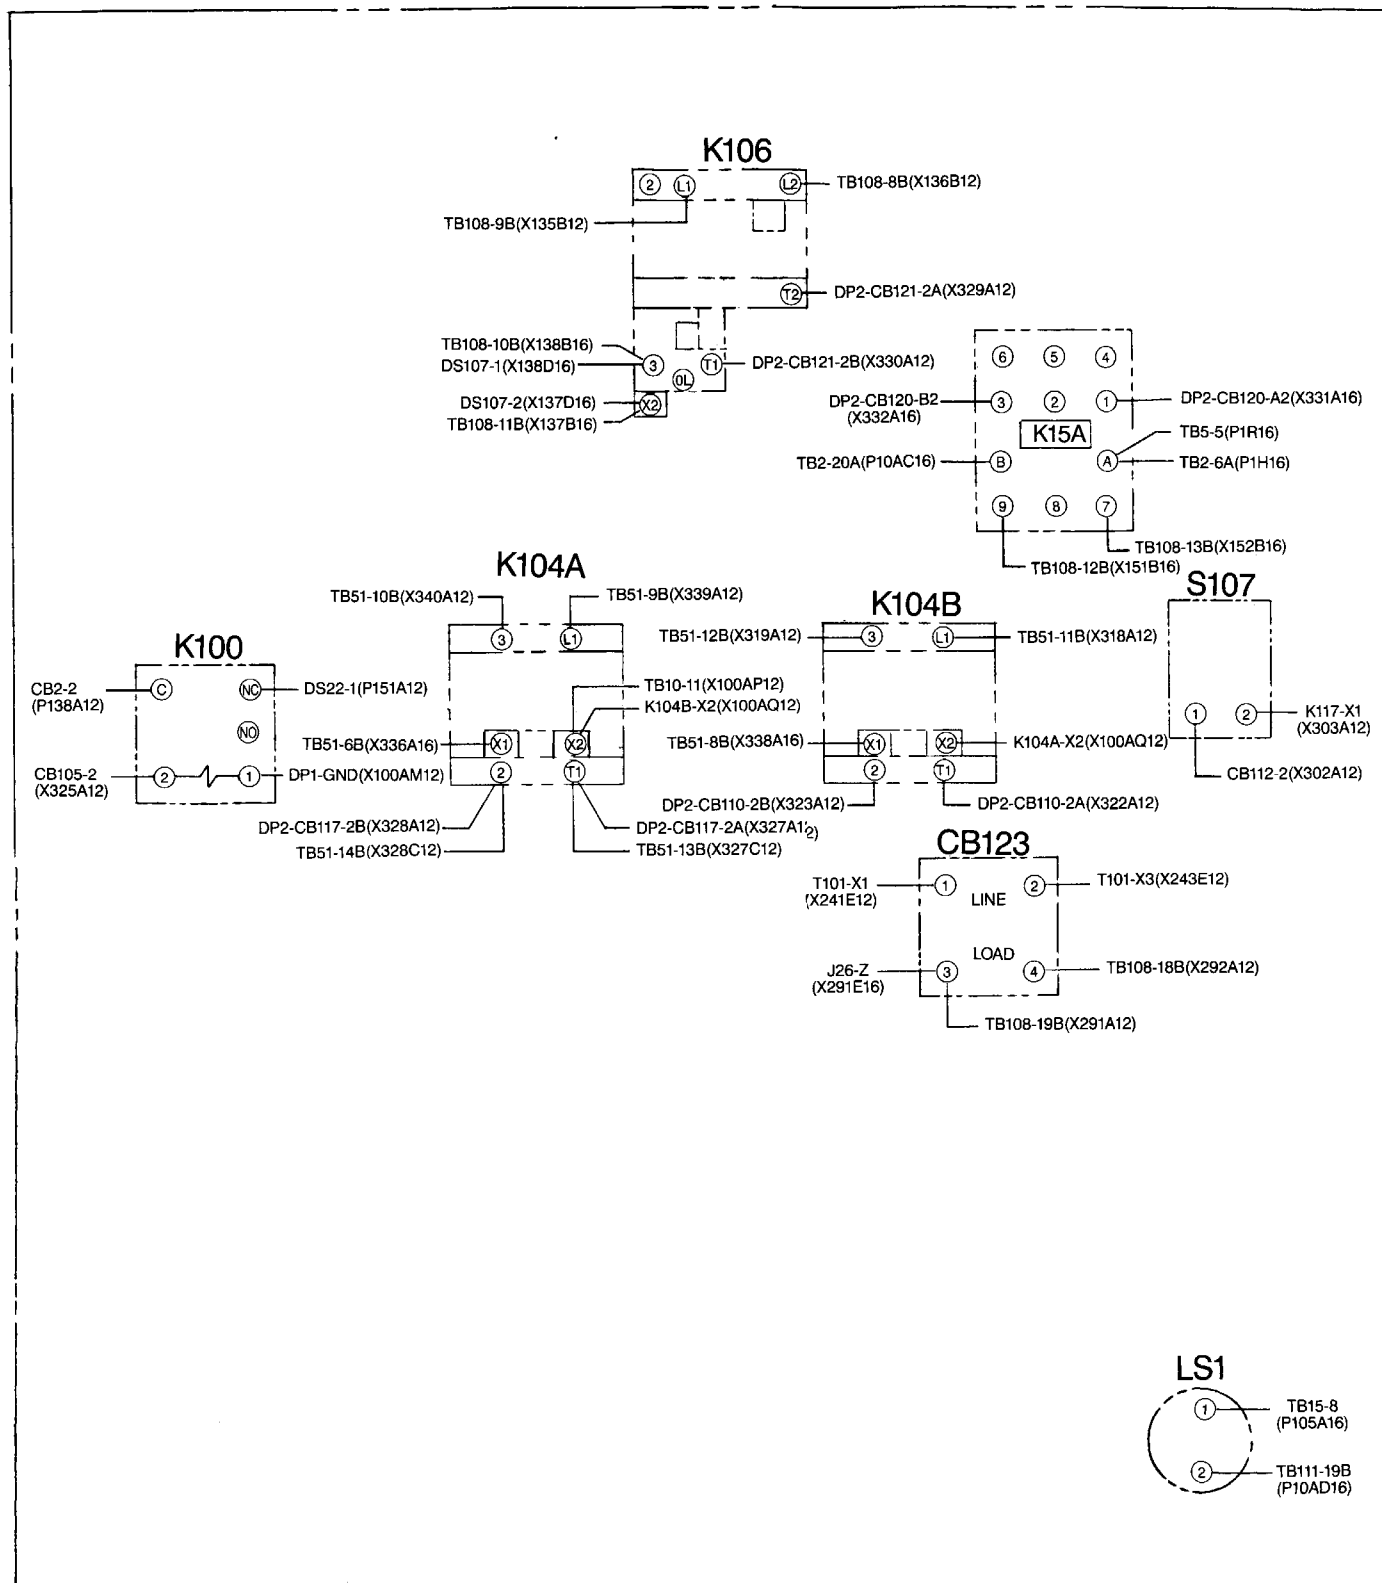 K106
2
L1
L2
TB108-8B(X136B12)
TB108-9B(X135B12)
T2
DP2-CB121-2A(X329A12)
TB108-10B(X138B16)
DS107-1(X138D16)
3
T1
DP2-CB121-2B(X330A12)
OL
DS107-2(X137D16)
X2
TB108-11B(X137B16)
6
5
4
DP2-CB120-B2
(X332A16)
3
2
1
DP2-CB120-A2(X331A16)
K15A
TB5-5(P1R16)
TB2-20A(P10AC16)
B
A
TB2-6A(P1H16)
9
8
7
TB108-13B(X152B16)
TB108-12B(X151B16)
K104A
TB51-10B(X340A12)
TB51-9B(X339A12)
3
L1
TB10-11(X100AP12)
K104B-X2(X100AQ12)
TB51-6B(X336A16)
X1
X2
2
T1
DP2-CB117-2B(X328A12)
DP2-CB117-2A(X327A12)
TB51-14B(X328C12)
TB51-13B(X327C12)
K104B
TB51-12B(X319A12)
3
L1
TB51-11B(X318A12)
TB51-8B(X338A16)
X1
X2
K104A-X2(X100AQ12)
2
T1
DP2-CB110-2B(X323A12)
DP2-CB110-2A(X322A12)
S107
1
2
K117-X1
(X303A12)
CB112-2(X302A12)
K100
CB2-2
(P138A12)
C
NC
DS22-1(P151A12)
NO
CB105-2
(X325A12)
2
1
DP1-GND(X100AM12)
CB123
T101-X1
(X241E12)
1
2
T101-X3(X243E12)
LINE
LOAD
J26-Z
(X291E16)
3
4
TB108-18B(X292A12)
TB108-19B(X291A12)
LS1
1
TB15-8
(P105A16)
2
TB111-19B
(P10AD16)